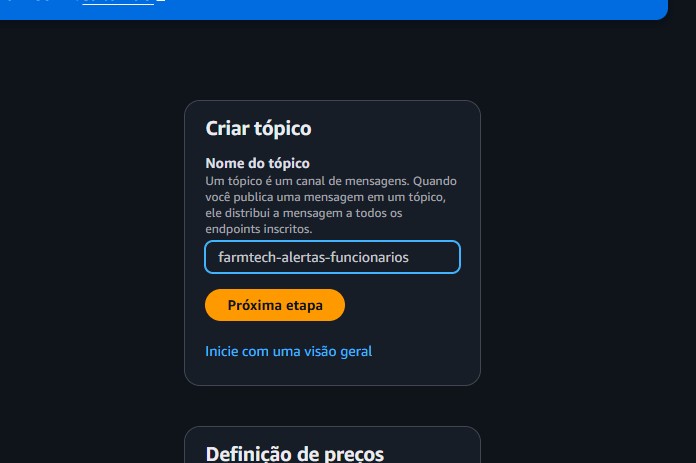 Criar tópico
Nome do tópico
Um tópico é um canal de mensagens. Quando
você publica uma mensagem em um tópico,
ele distribui a mensagem a todos os
endpoints inscritos.
farmtech-alertas-funcionarios
Próxima etapa
Inicie com uma visão geral
Definição de preços